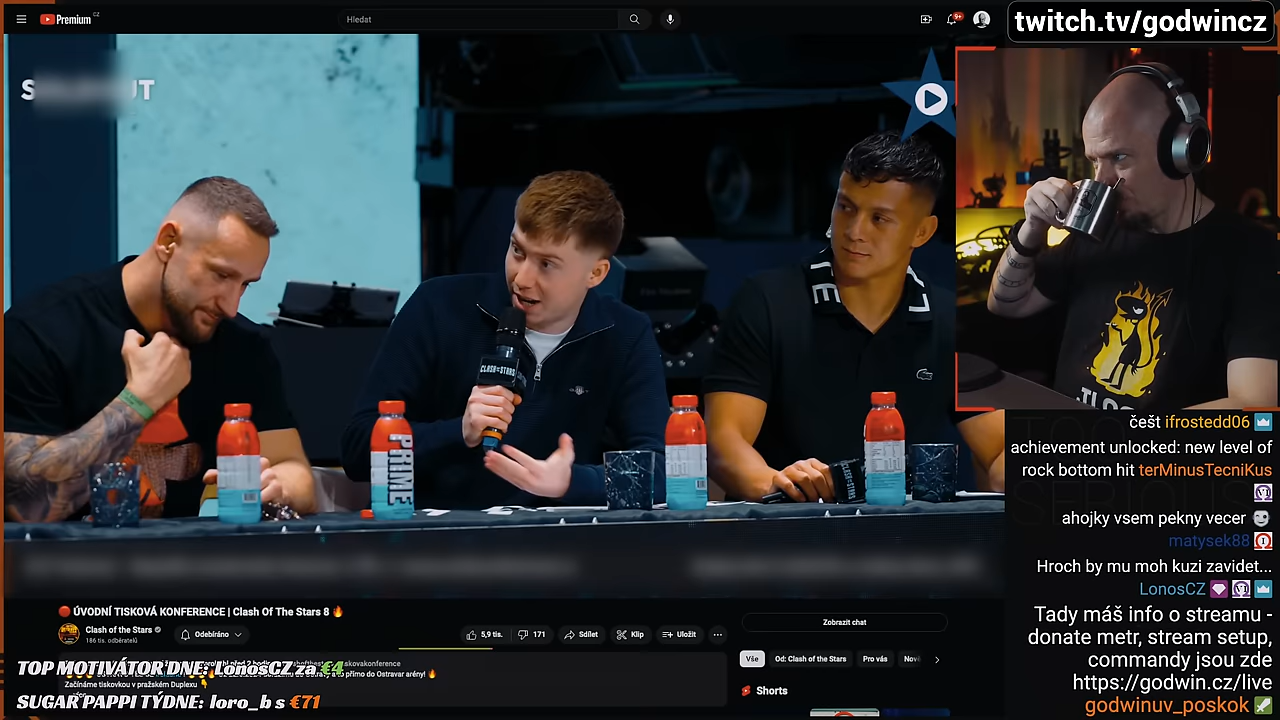 Premium CZ
Hledat
9+
twitch.tv/godwincz
CLASH STARS
PRIME
češt ifrostedd06
achievement unlocked: new level of
rock bottom hit terMinusTecniKus
ahojky vsem pekny vecer
matysek88
Hroch by mu moh kuzi zavidet...
LonosCZ
Tady máš info o streamu -
donate metr, stream setup,
commandy jsou zde
https://godwin.cz/live
godwinuv_poskok
ÚVODNÍ TISKOVÁ KONFERENCE | Clash Of The Stars 8
Clash of the Stars
186 tis. odběratelů
Odebíráno
5,9 tis.
171
Sdílet
Klip
Uložit
Zobrazit chat
Vše
Od: Clash of the Stars
Pro vás
Nově
Shorts
TOP MOTIVÁTOR DNE: LonosCZ za €4
Začínáme tiskovku v pražském Duplexu
SUGAR DAPPI TÝDNE: loro_b s €71